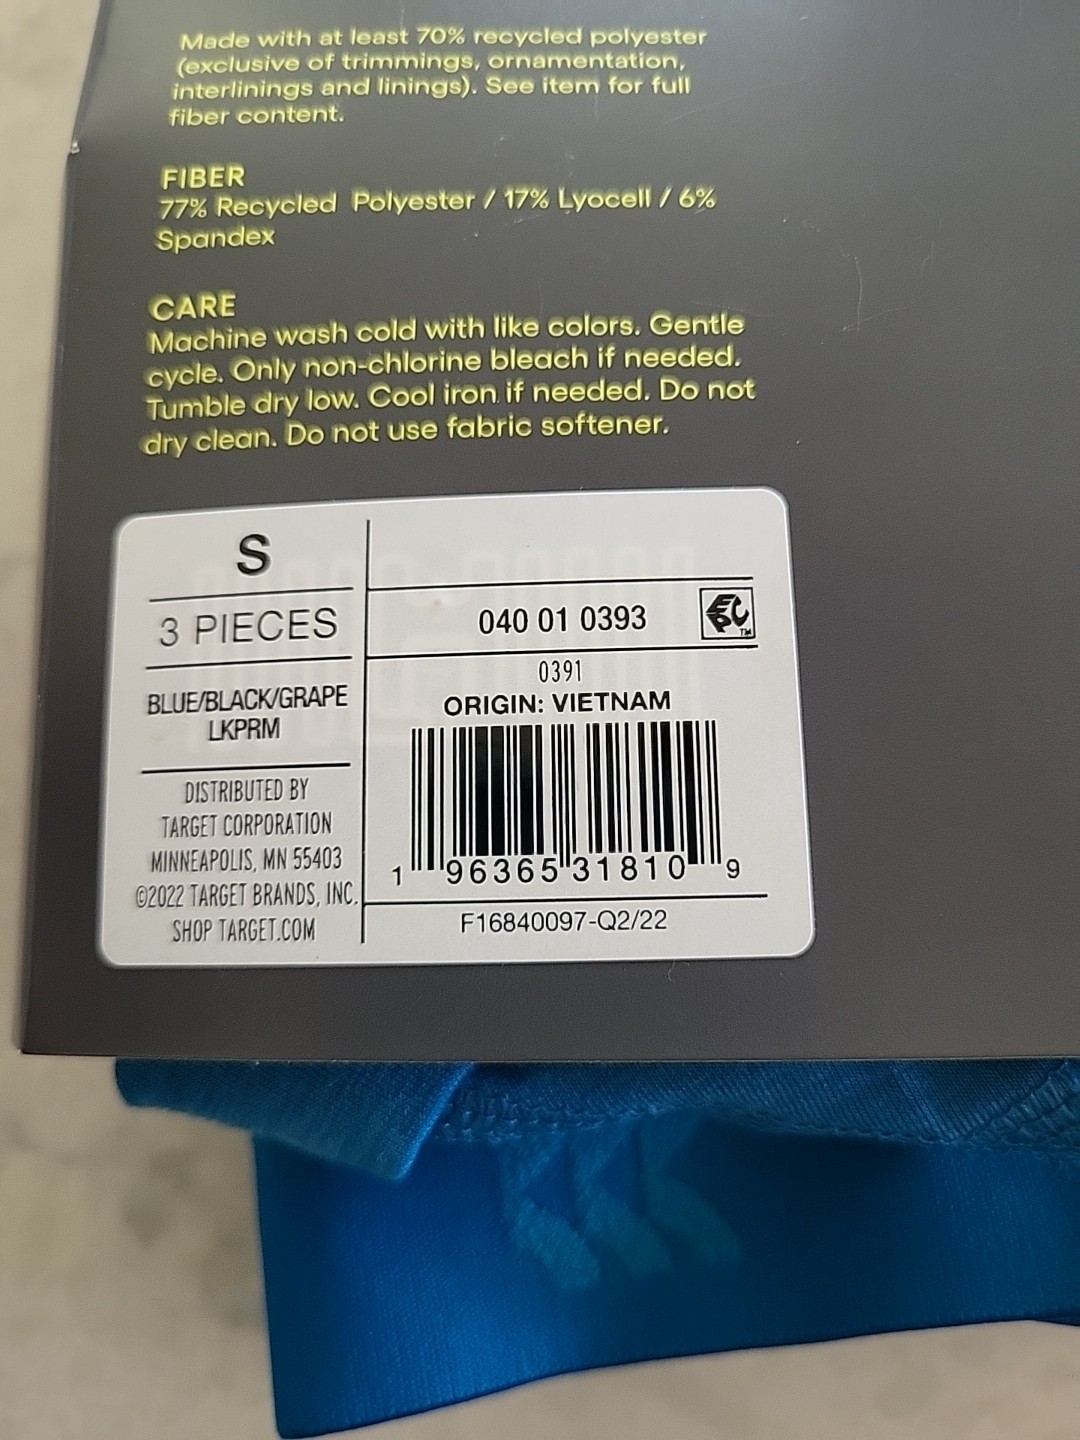 Made with at least 70% recycled polyester
(exclusive of trimmings, ornamentation,
interlinings and linings). See item for full
fiber content.
FIBER
77% Recycled Polyester / 17% Lyocell / 6%
Spandex
CARE
Machine wash cold with like colors. Gentle
cycle. Only non-chlorine bleach if needed.
Tumble dry low. Cool iron if needed. Do not
dry clean. Do not use fabric softener.
S
3 PIECES
BLUE/BLACK/GRAPE
LKPRM
DISTRIBUTED BY
TARGET CORPORATION
MINNEAPOLIS, MN 55403
©2022 TARGET BRANDS, INC.
SHOP TARGET.COM
040 01 0393
EPC™
0391
ORIGIN: VIETNAM
1 96365 31810 9
F16840097-Q2/22